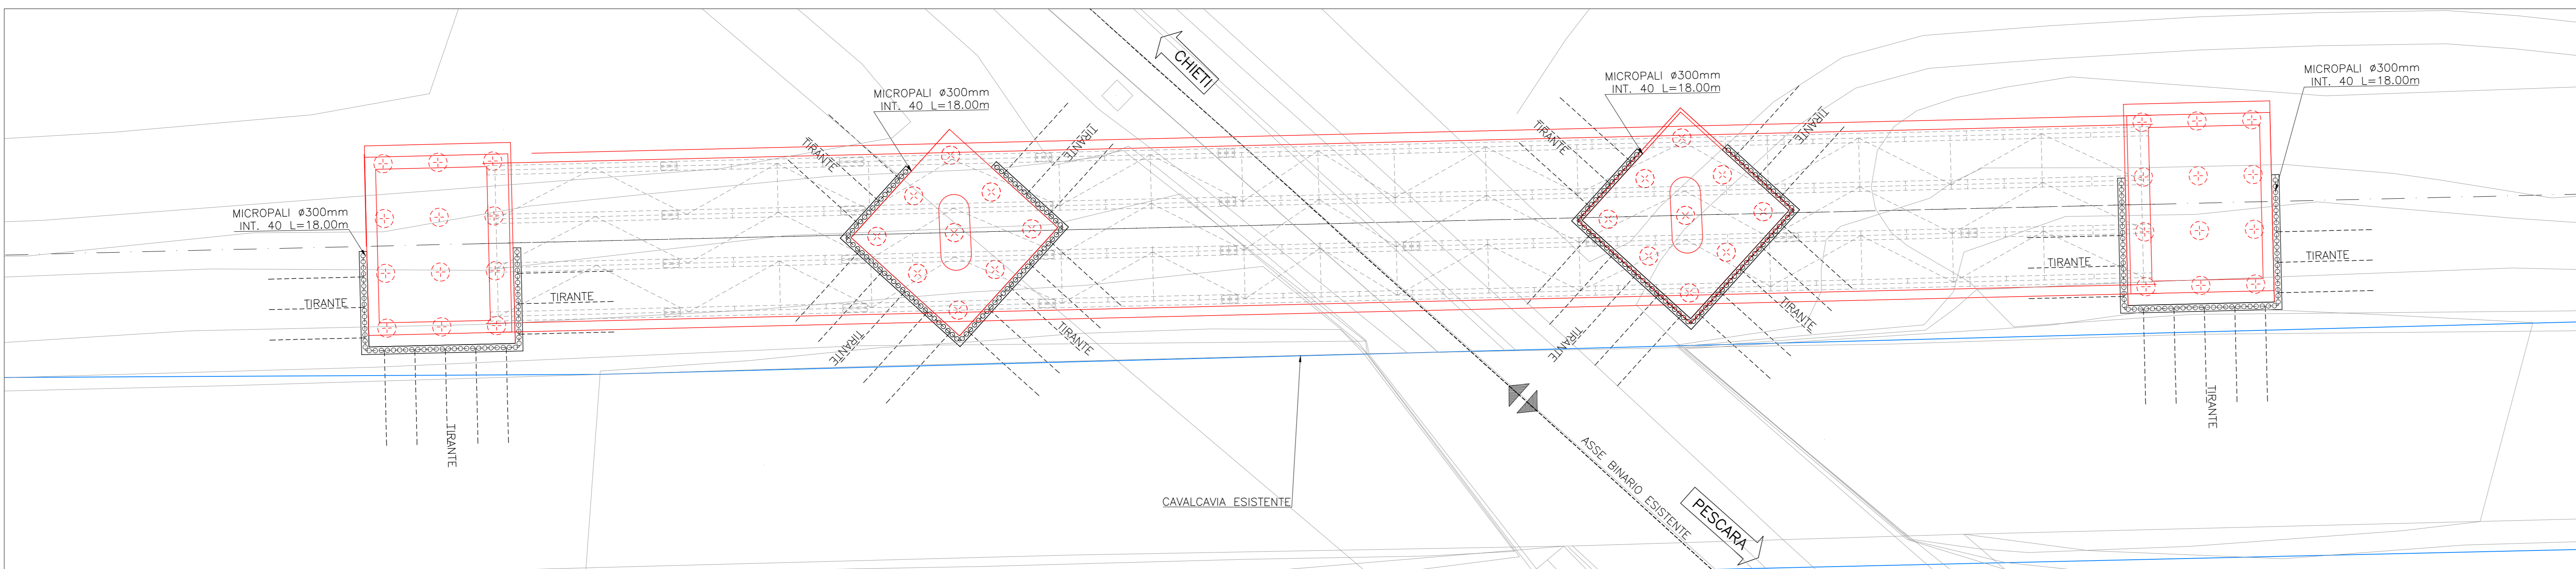 CHIETI
MICROPALI ø300mm
INT. 40 L=18.00m
MICROPALI ø300mm
INT. 40 L=18.00m
MICROPALI ø300mm
INT. 40 L=18.00m
MICROPALI ø300mm
INT. 40 L=18.00m
TIRANTE
TIRANTE
TIRANTE
TIRANTE
TIRANTE
TIRANTE
TIRANTE
TIRANTE
TIRANTE
TIRANTE
TIRANTE
TIRANTE
TIRANTE
TIRANTE
CAVALCAVIA ESISTENTE
ASSE BINARIO ESISTENTE
PESCARA